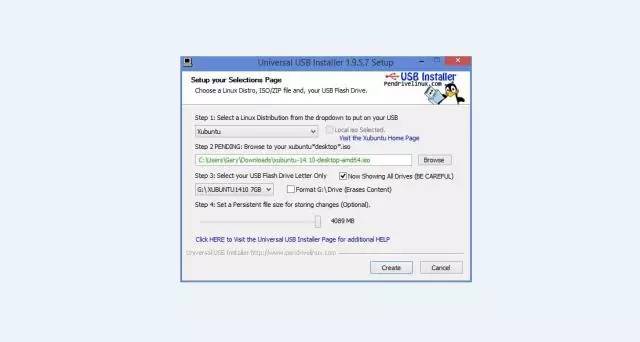 Universal USB Installer 1.9.5.7 Setup
Setup your Selections Page
Choose a Linux Distro, ISO/ZIP file and, your USB Flash Drive.
USB Installer
Pendrivelinux.com
Step 1: Select a Linux Distribution from the dropdown to put on your USB
Xubuntu
Local iso Selected.
Visit the Xubuntu Home Page
Step 2 PENDING: Browse to your xubuntu*desktop*.iso
C:\Users\Gary\Downloads\xubuntu-14.10-desktop-amd64.iso
Browse
Step 3: Select your USB Flash Drive Letter Only
Now Showing All Drives (BE CAREFUL)
G:\ XUBUNTU1410 7GB
Format G:\ Drive (Erases Content)
Step 4: Set a Persistent file size for storing changes (Optional).
4089 MB
Click HERE to Visit the Universal USB Installer Page for additional HELP
Universal USB Installer http://www.pendrivelinux.com
Create
Cancel